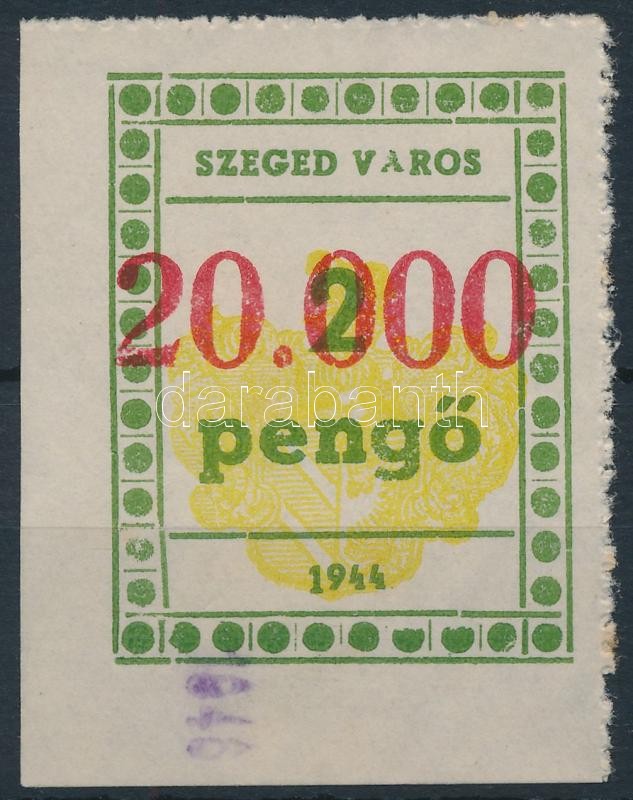 SZEGED VAROS
20.000
2
darabanth
pengő
1944